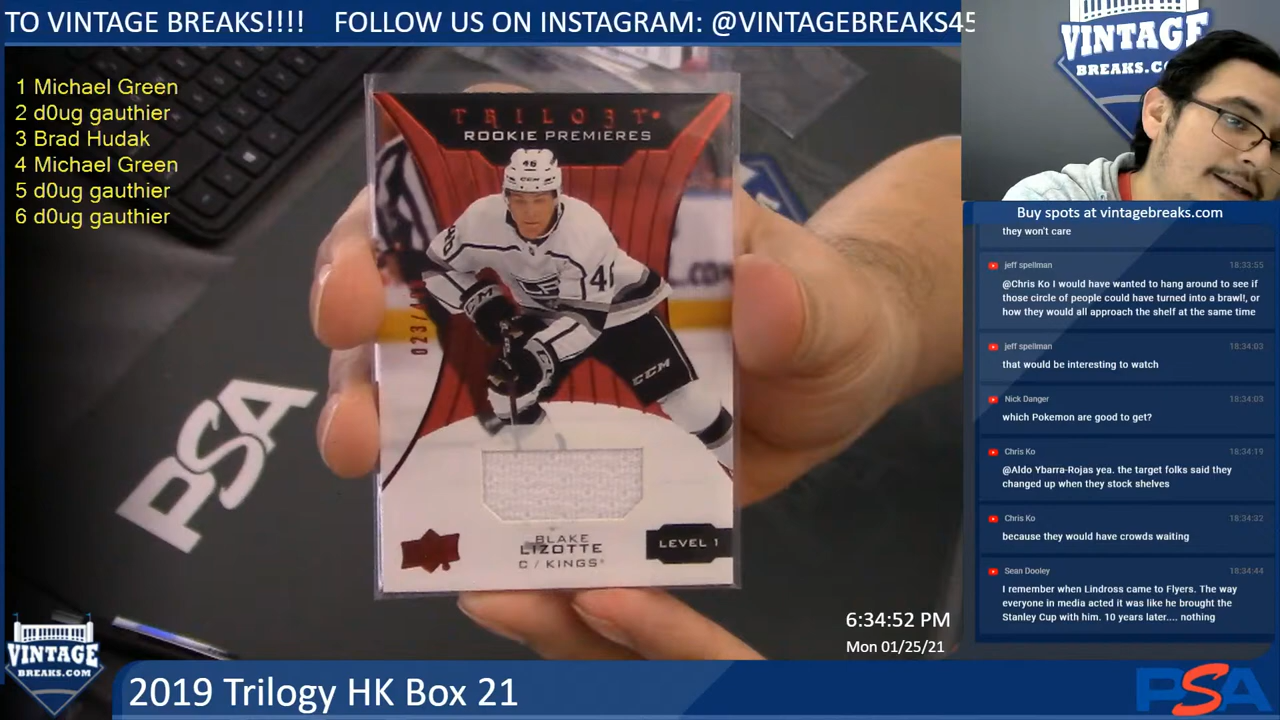 TO VINTAGE BREAKS!!!! FOLLOW US ON INSTAGRAM: @VINTAGEBREAKS45
1 Michael Green
2 d0ug gauthier
3 Brad Hudak
4 Michael Green
5 d0ug gauthier
6 d0ug gauthier
TRILOGY
ROOKIE PREMIERES
46
CCM
46
46
CCM
.COM
CCM
023/
BLAKE
LIZOTTE
C / KINGS
LEVEL 1
PSA
VINTAGE
BREAKS.C
Buy spots at vintagebreaks.com
they won't care
jeff spellman 18:33:55
@Chris Ko I would have wanted to hang around to see if
those circle of people could have turned into a brawl!, or
how they would all approach the shelf at the same time
jeff spellman 18:34:03
that would be interesting to watch
Nick Danger 18:34:03
which Pokemon are good to get?
Chris Ko 18:34:19
@Aldo Ybarra-Rojas yea. the target folks said they
changed up when they stock shelves
Chris Ko 18:34:32
because they would have crowds waiting
Sean Dooley 18:34:44
I remember when Lindross came to Flyers. The way
everyone in media acted it was like he brought the
Stanley Cup with him. 10 years later.... nothing
6:34:52 PM
Mon 01/25/21
VINTAGE
BREAKS.COM
2019 Trilogy HK Box 21
PSA